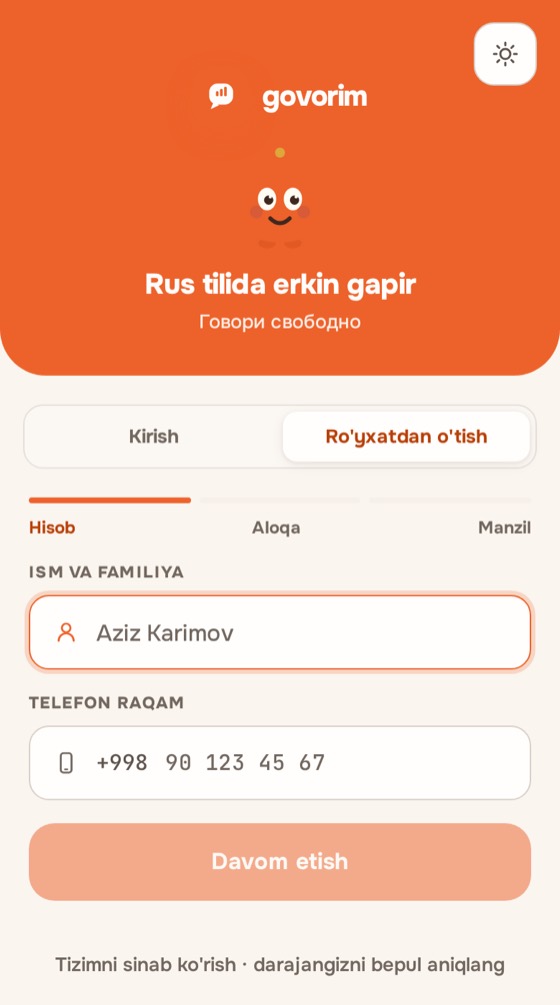 govorim
Rus tilida erkin gapir
Говори свободно
Kirish
Ro'yxatdan o'tish
Hisob
Aloqa
Manzil
ISM VA FAMILIYA
Aziz Karimov
TELEFON RAQAM
+998 90 123 45 67
Davom etish
Tizimni sinab ko'rish · darajangizni bepul aniqlang